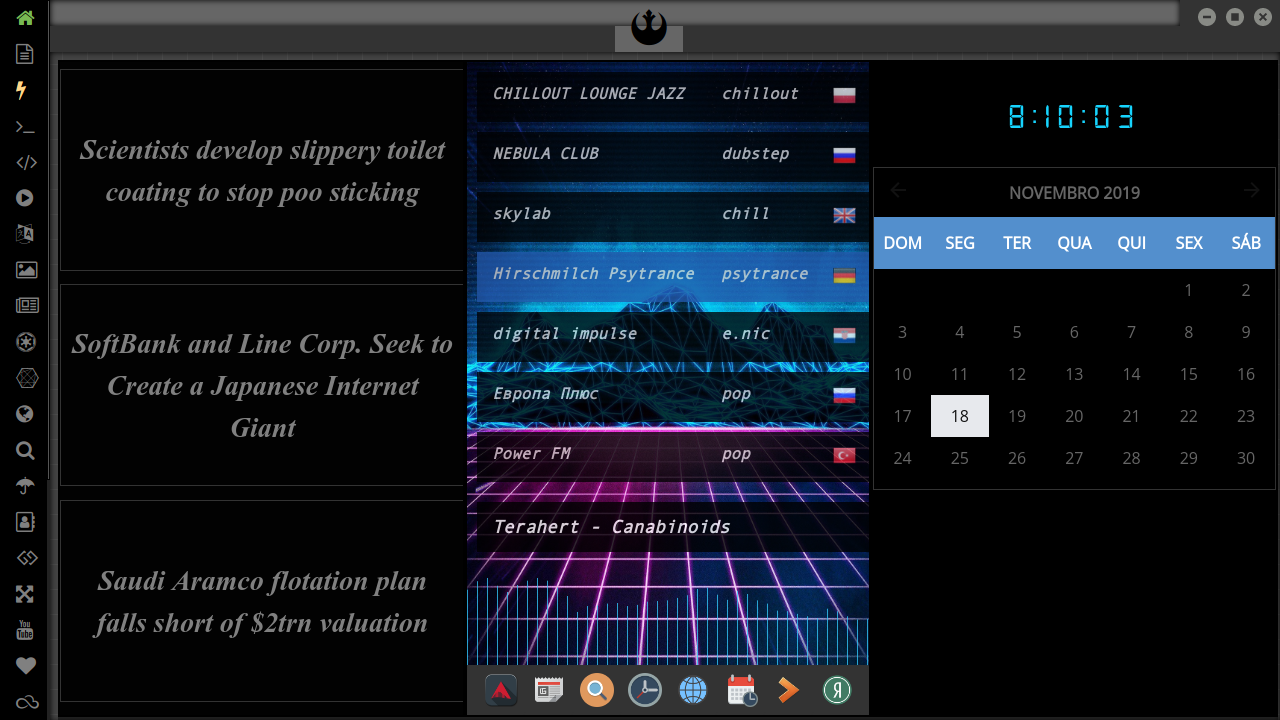 Scientists develop slippery toilet
coating to stop poo sticking
SoftBank and Line Corp. Seek to
Create a Japanese Internet
Giant
Saudi Aramco flotation plan
falls short of $2trn valuation
CHILLOUT LOUNGE JAZZ chillout
NEBULA CLUB dubstep
skylab chill
Hirschmilch Psytrance psytrance
digital impulse e.nic
Европа Плюс pop
Power FM pop
Terahert - Canabinoids
8:10:03
NOVEMBRO 2019
DOM SEG TER QUA QUI SEX SÁB
1 2
3 4 5 6 7 8 9
10 11 12 13 14 15 16
17 18 19 20 21 22 23
24 25 26 27 28 29 30
You
Tube
Я